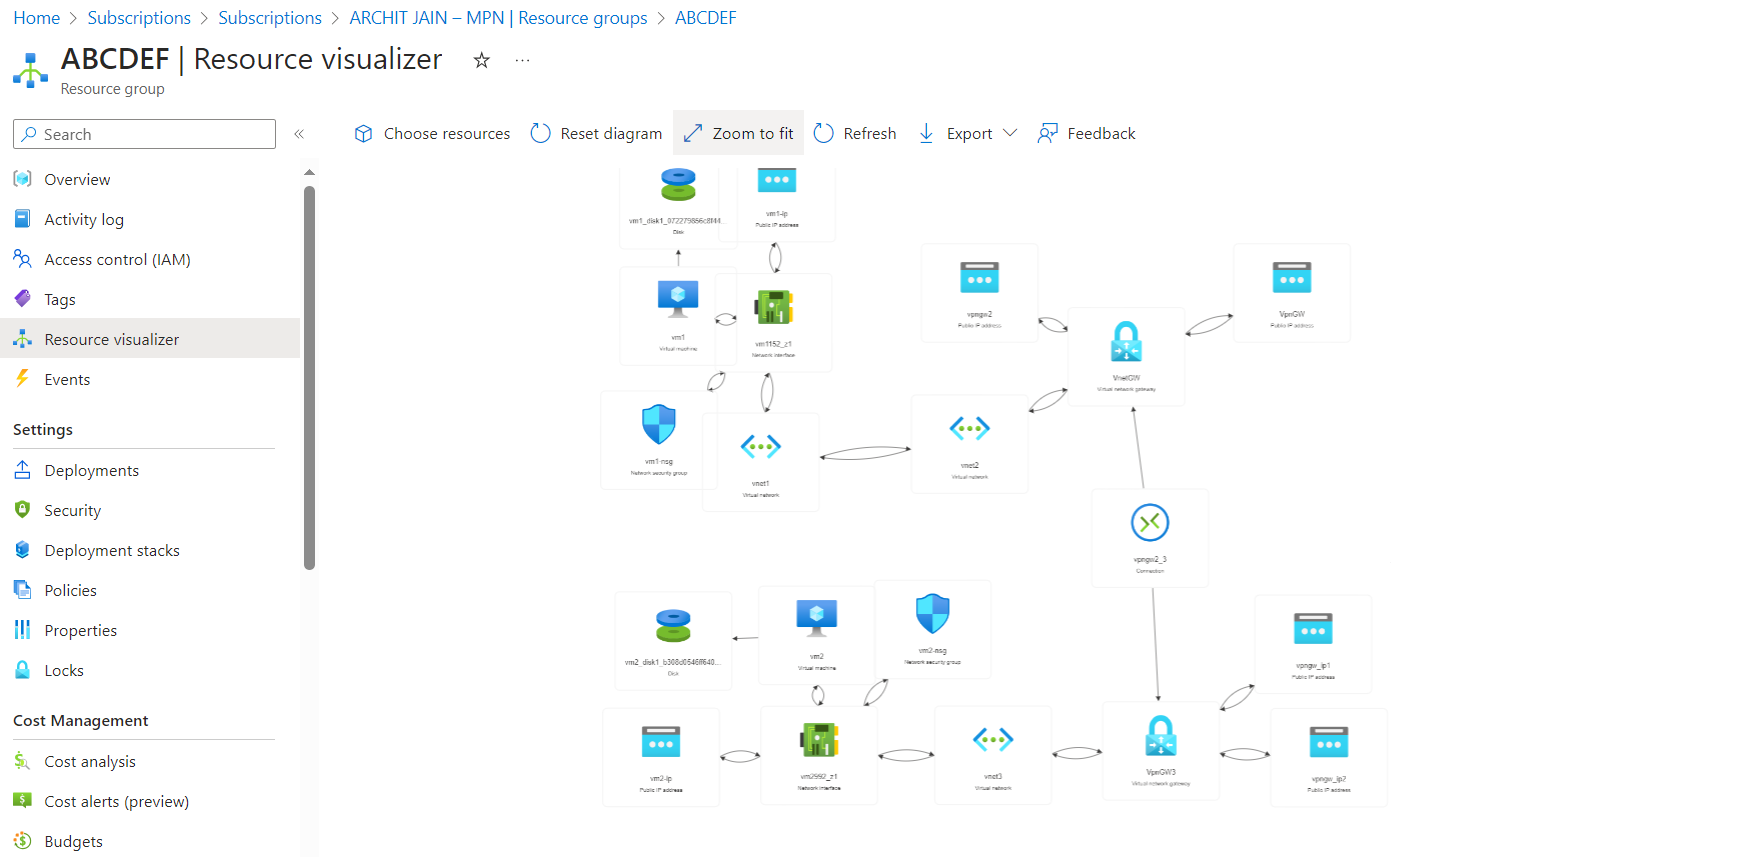 Home > Subscriptions > Subscriptions > ARCHIT JAIN – MPN | Resource groups > ABCDEF
ABCDEF | Resource visualizer
Resource group
Search
Choose resources
Reset diagram
Zoom to fit
Refresh
Export
Feedback
Overview
Activity log
Access control (IAM)
Tags
Resource visualizer
Events
Settings
Deployments
Security
Deployment stacks
Policies
Properties
Locks
Cost Management
Cost analysis
Cost alerts (preview)
Budgets
vm1_disk1_072279856c8f44...
Disk
vm1-ip
Public IP address
vm1
Virtual machine
vm1152_z1
Network interface
vpngw2
Public IP address
VpnGW
Public IP address
VnetGW
Virtual network gateway
vm1-nsg
Network security group
vnet1
Virtual network
vnet2
Virtual network
vpngw2_3
Connection
vm2_disk1_b308d0546ff640...
Disk
vm2
Virtual machine
vm2-nsg
Network security group
vpngw_ip1
Public IP address
vm2-ip
Public IP address
vm2992_z1
Network interface
vnet3
Virtual network
VpnGW3
Virtual network gateway
vpngw_ip2
Public IP address